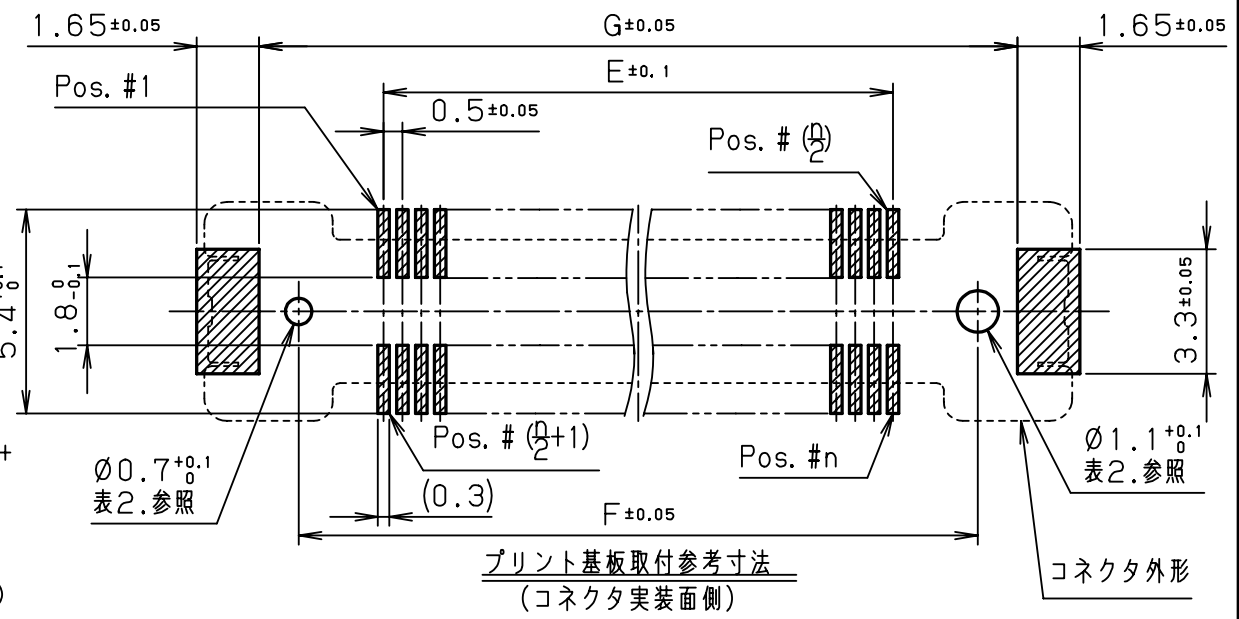 1.65±0.05
G±0.05
1.65±0.05
E±0.1
Pos. #1
0.5±0.05
Pos. # (n/2)
5.4
1.8 0 -0.1
3.3±0.05
Pos. # (n/2+1)
Pos. #n
Ø0.7 +0.1 0
表2.参照
Ø1.1 +0.1 0
表2.参照
(0.3)
F±0.05
プリント基板取付参考寸法
(コネクタ実装面側)
コネクタ外形
+
)